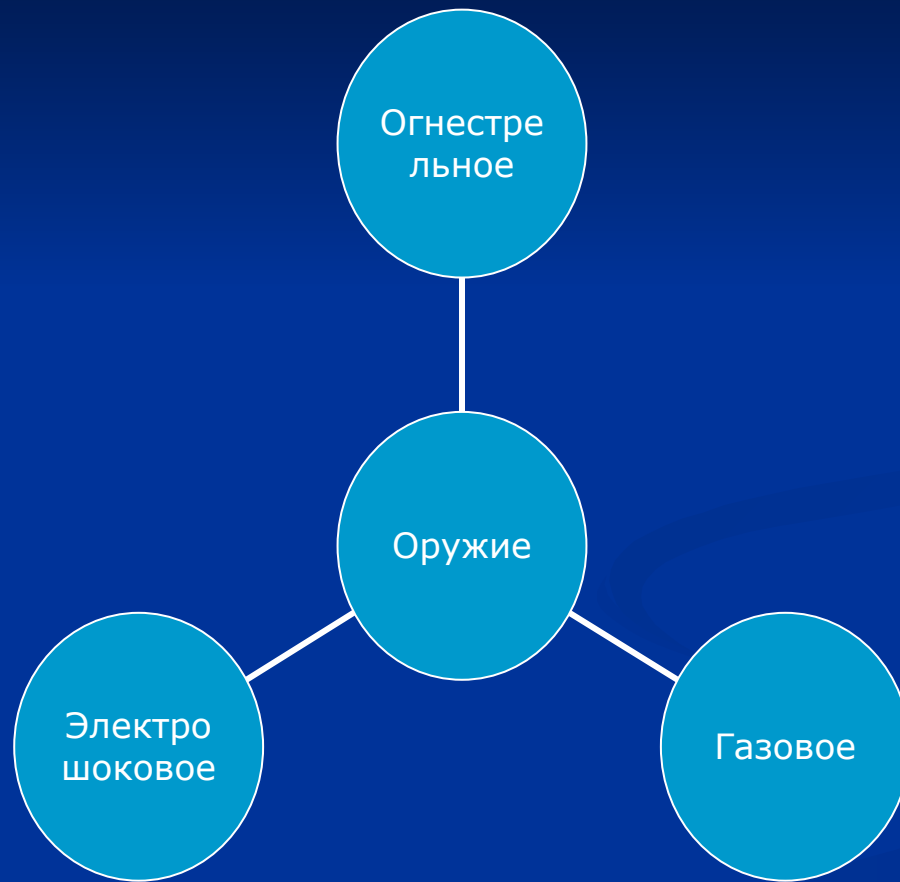 Огнестре
льное
Оружие
Электро
шоковое
Газовое